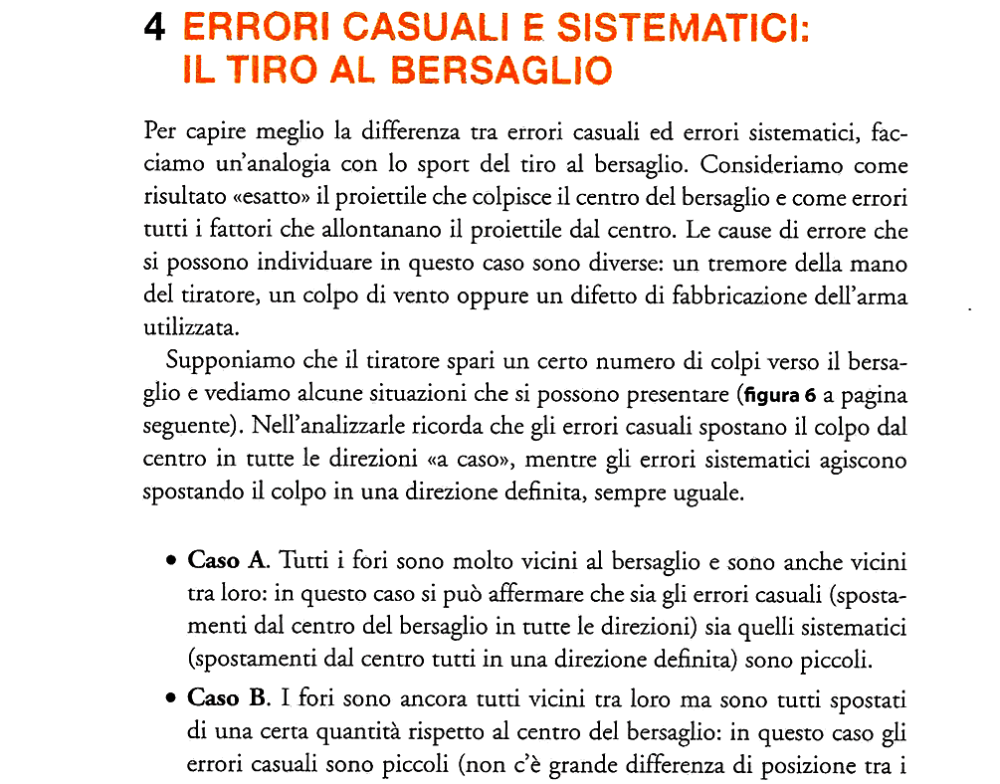 4 ERRORI CASUALI E SISTEMATICI:
IL TIRO AL BERSAGLIO
Per capire meglio la differenza tra errori casuali ed errori sistematici, fac-
ciamo un'analogia con lo sport del tiro al bersaglio. Consideriamo come
risultato «esatto» il proiettile che colpisce il centro del bersaglio e come errori
tutti i fattori che allontanano il proiettile dal centro. Le cause di errore che
si possono individuare in questo caso sono diverse: un tremore della mano
del tiratore, un colpo di vento oppure un difetto di fabbricazione dell'arma
utilizzata.
Supponiamo che il tiratore spari un certo numero di colpi verso il bersa-
glio e vediamo alcune situazioni che si possono presentare (figura 6 a pagina
seguente). Nell'analizzarle ricorda che gli errori casuali spostano il colpo dal
centro in tutte le direzioni «a caso», mentre gli errori sistematici agiscono
spostando il colpo in una direzione definita, sempre uguale.
• Caso A. Tutti i fori sono molto vicini al bersaglio e sono anche vicini
tra loro: in questo caso si può affermare che sia gli errori casuali (sposta-
menti dal centro del bersaglio in tutte le direzioni) sia quelli sistematici
(spostamenti dal centro tutti in una direzione definita) sono piccoli.
• Caso B. I fori sono ancora tutti vicini tra loro ma sono tutti spostati
di una certa quantità rispetto al centro del bersaglio: in questo caso gli
errori casuali sono piccoli (non c'è grande differenza di posizione tra i